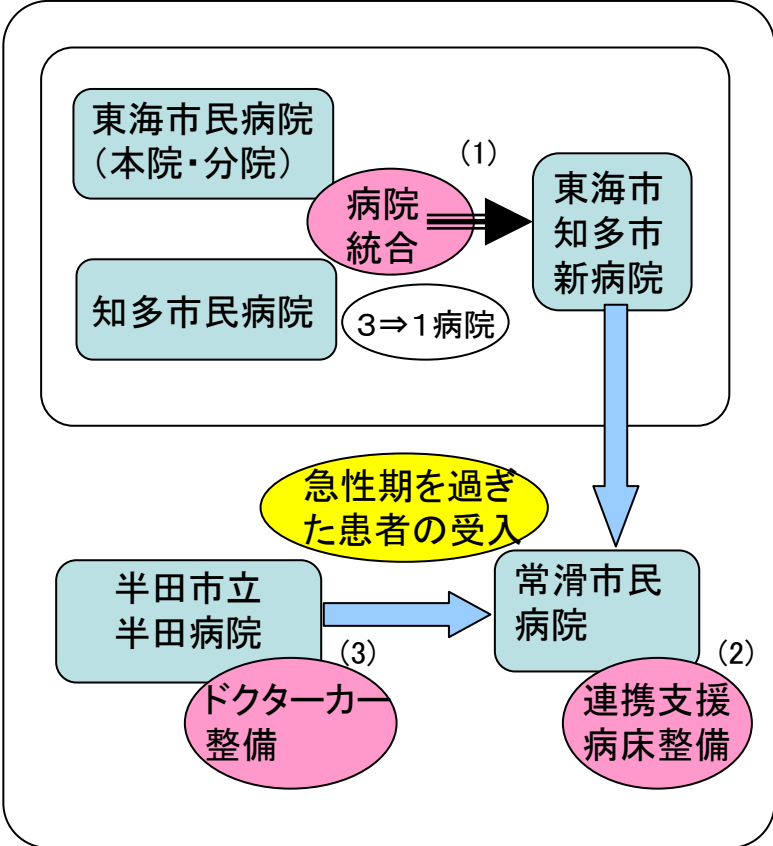 東海市民病院
（本院・分院）
(1)
病院
統合
東海市
知多市
新病院
知多市民病院
３⇒１病院
急性期を過ぎ
た患者の受入
半田市立
半田病院
常滑市民
病院
(3)
ドクターカー
整備
(2)
連携支援
病床整備